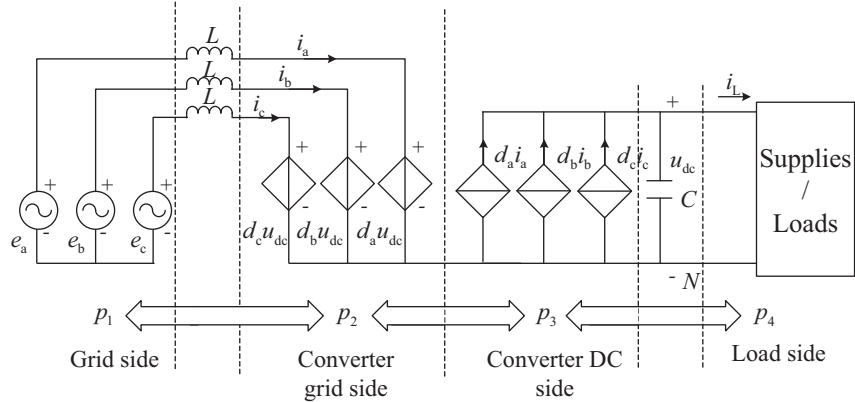 L
i_a
L
i_b
L
i_c
i_L
+
+ + +
d_a i_a d_b i_b d_c i_c
u_dc
C
Supplies
/
Loads
+ + +
- - -
- - -
e_a e_b e_c
d_c u_dc d_b u_dc d_a u_dc
- N
p_1 p_2 p_3 p_4
Grid side
Converter
grid side
Converter DC
side
Load side